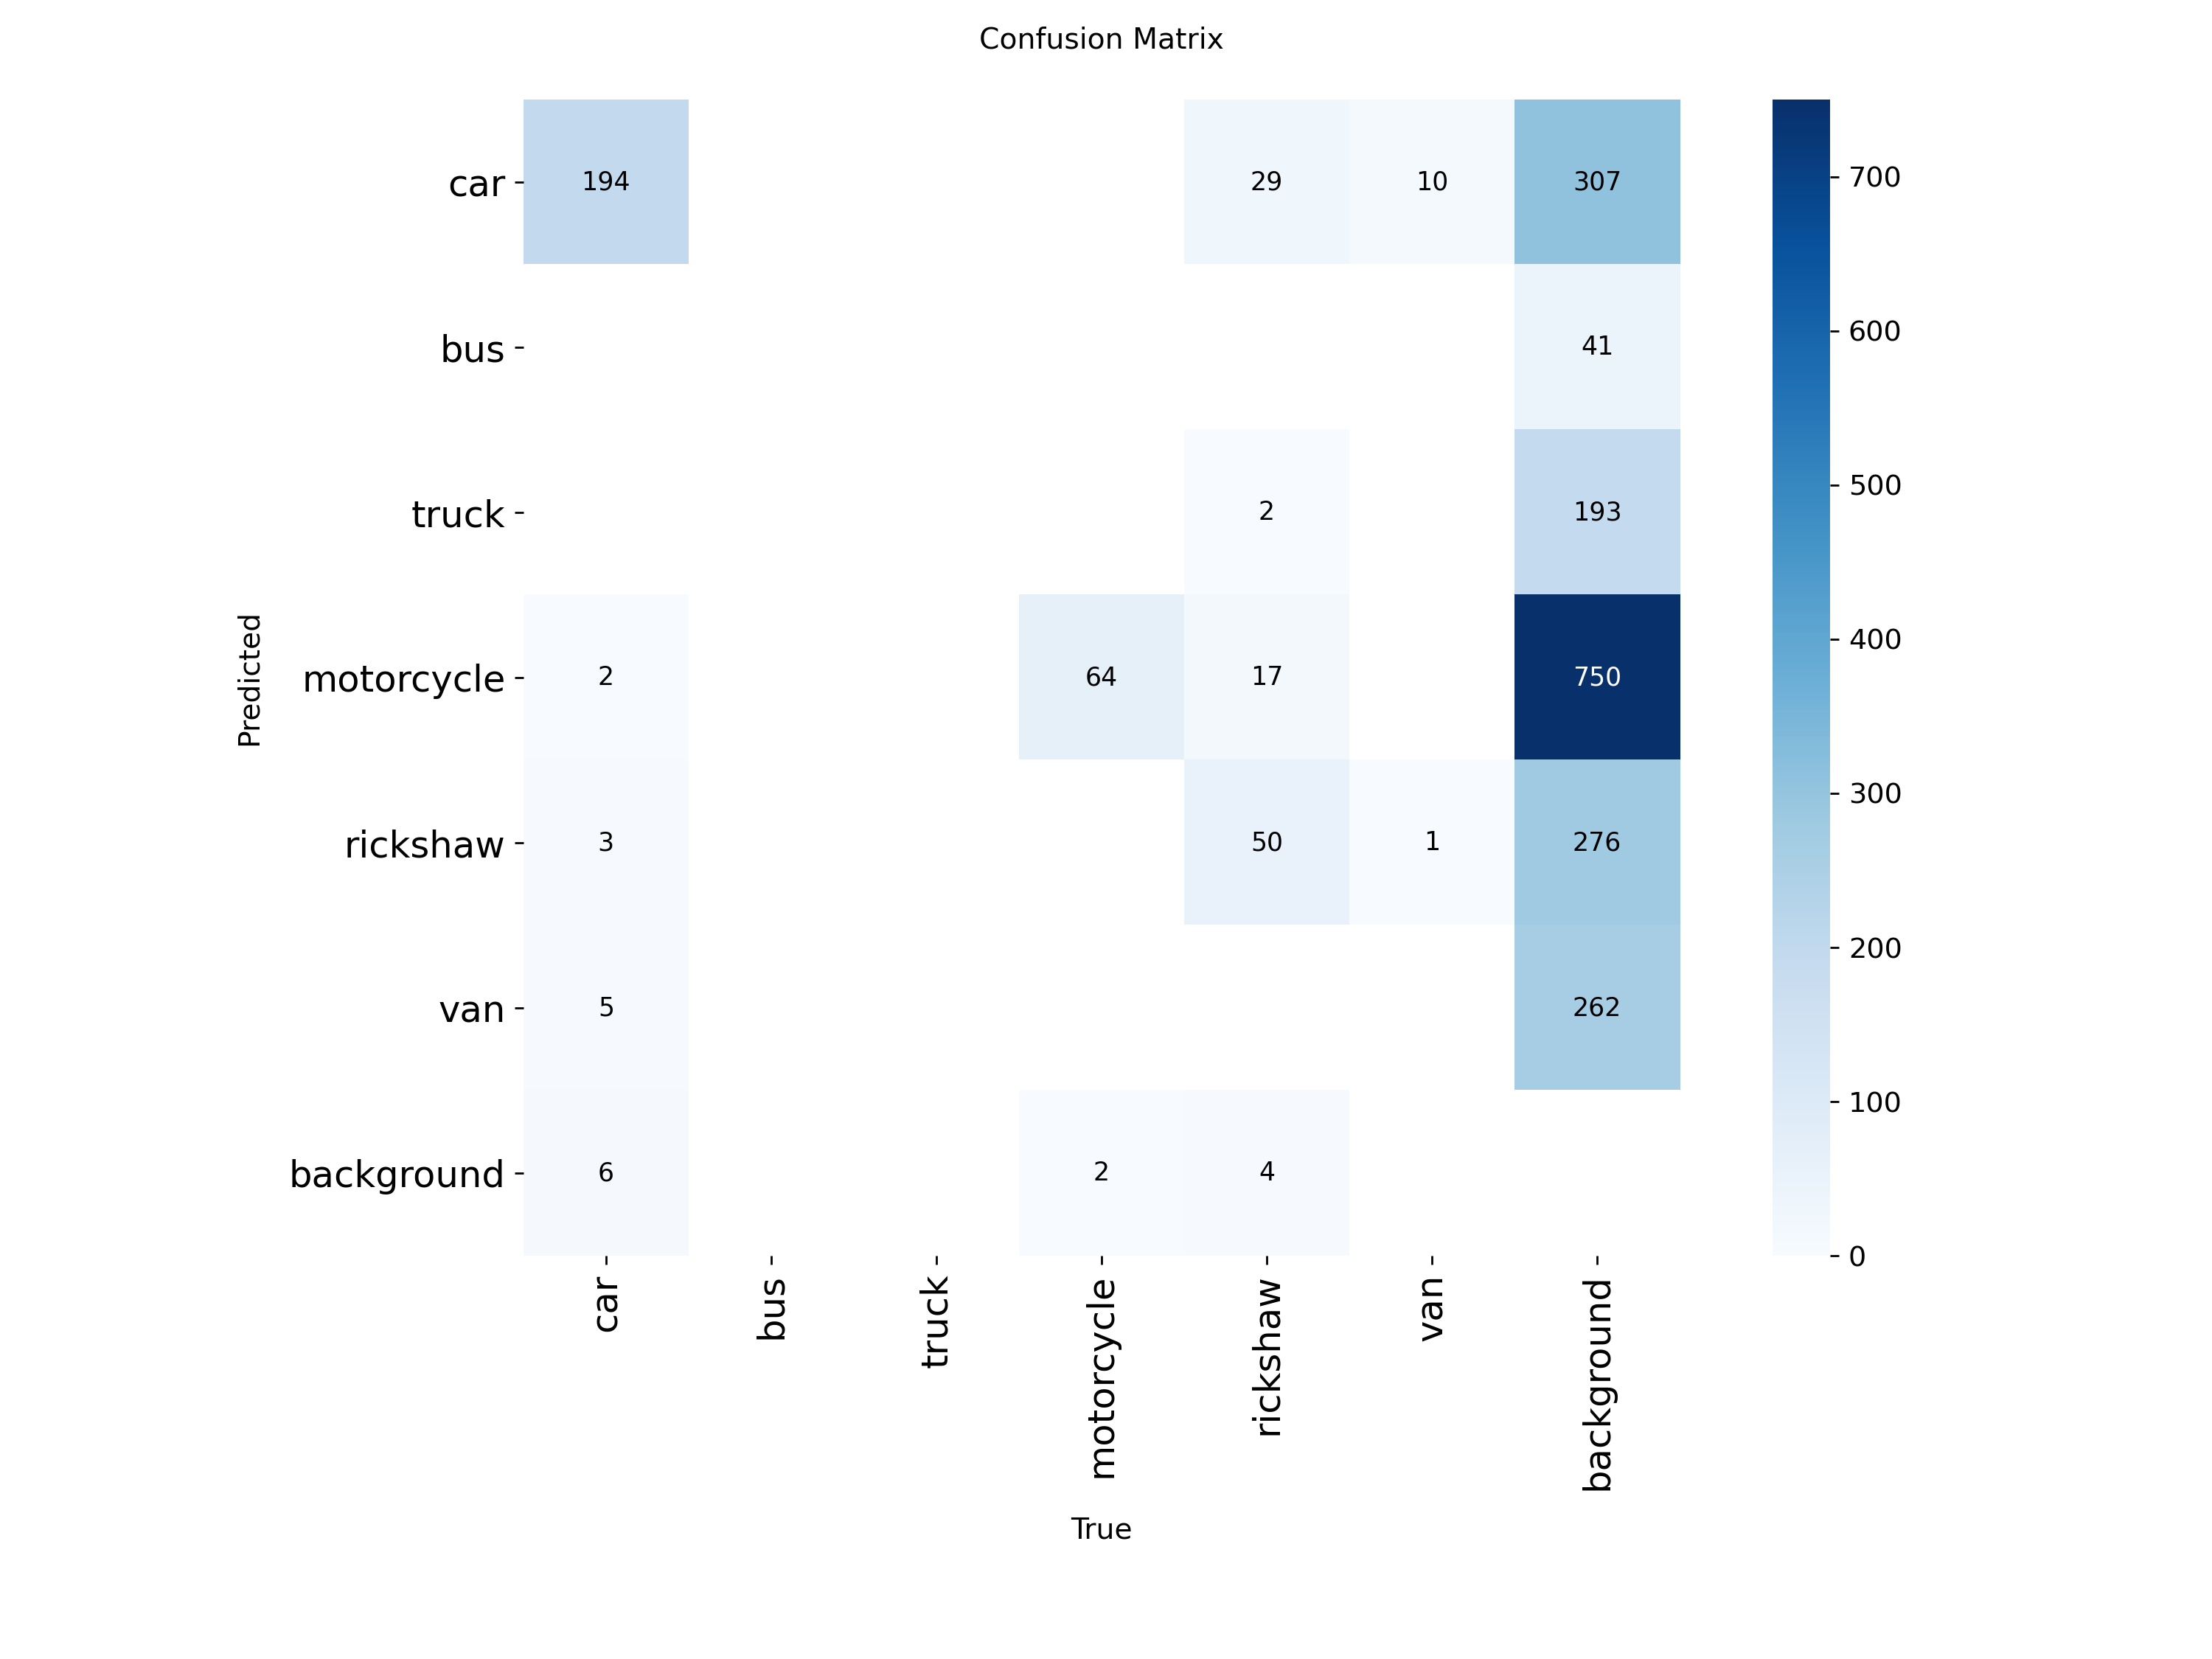 Confusion Matrix
car
194
29
10
307
bus
41
truck
2
193
motorcycle
2
64
17
750
rickshaw
3
50
1
276
van
5
262
background
6
2
4
Predicted
car
bus
truck
motorcycle
rickshaw
van
background
True
700
600
500
400
300
200
100
0